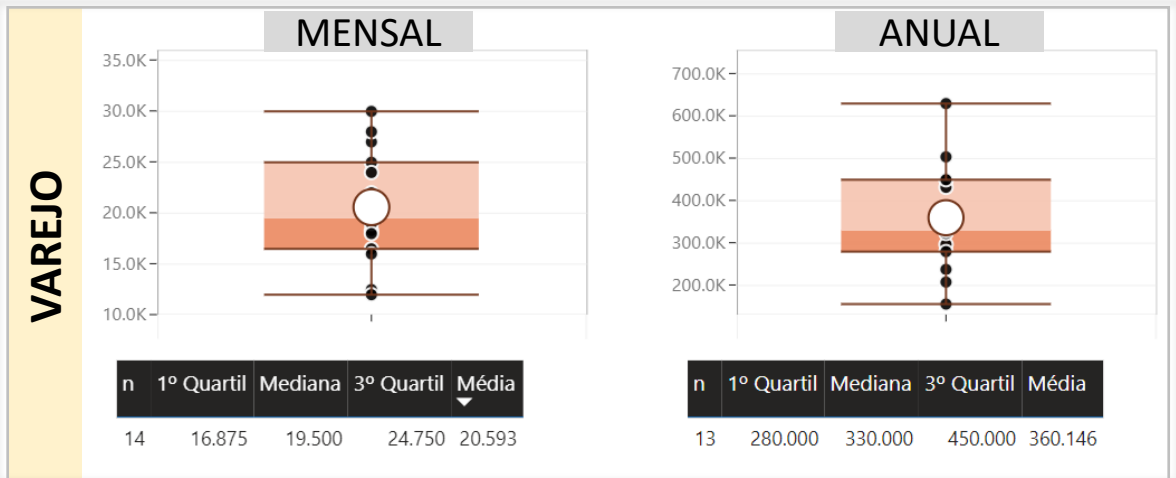 VAREJO
MENSAL
35.0K
30.0K
25.0K
20.0K
15.0K
10.0K
n 1º Quartil Mediana 3º Quartil Média
14 16.875 19.500 24.750 20.593
ANUAL
700.0K
600.0K
500.0K
400.0K
300.0K
200.0K
n 1º Quartil Mediana 3º Quartil Média
13 280.000 330.000 450.000 360.146